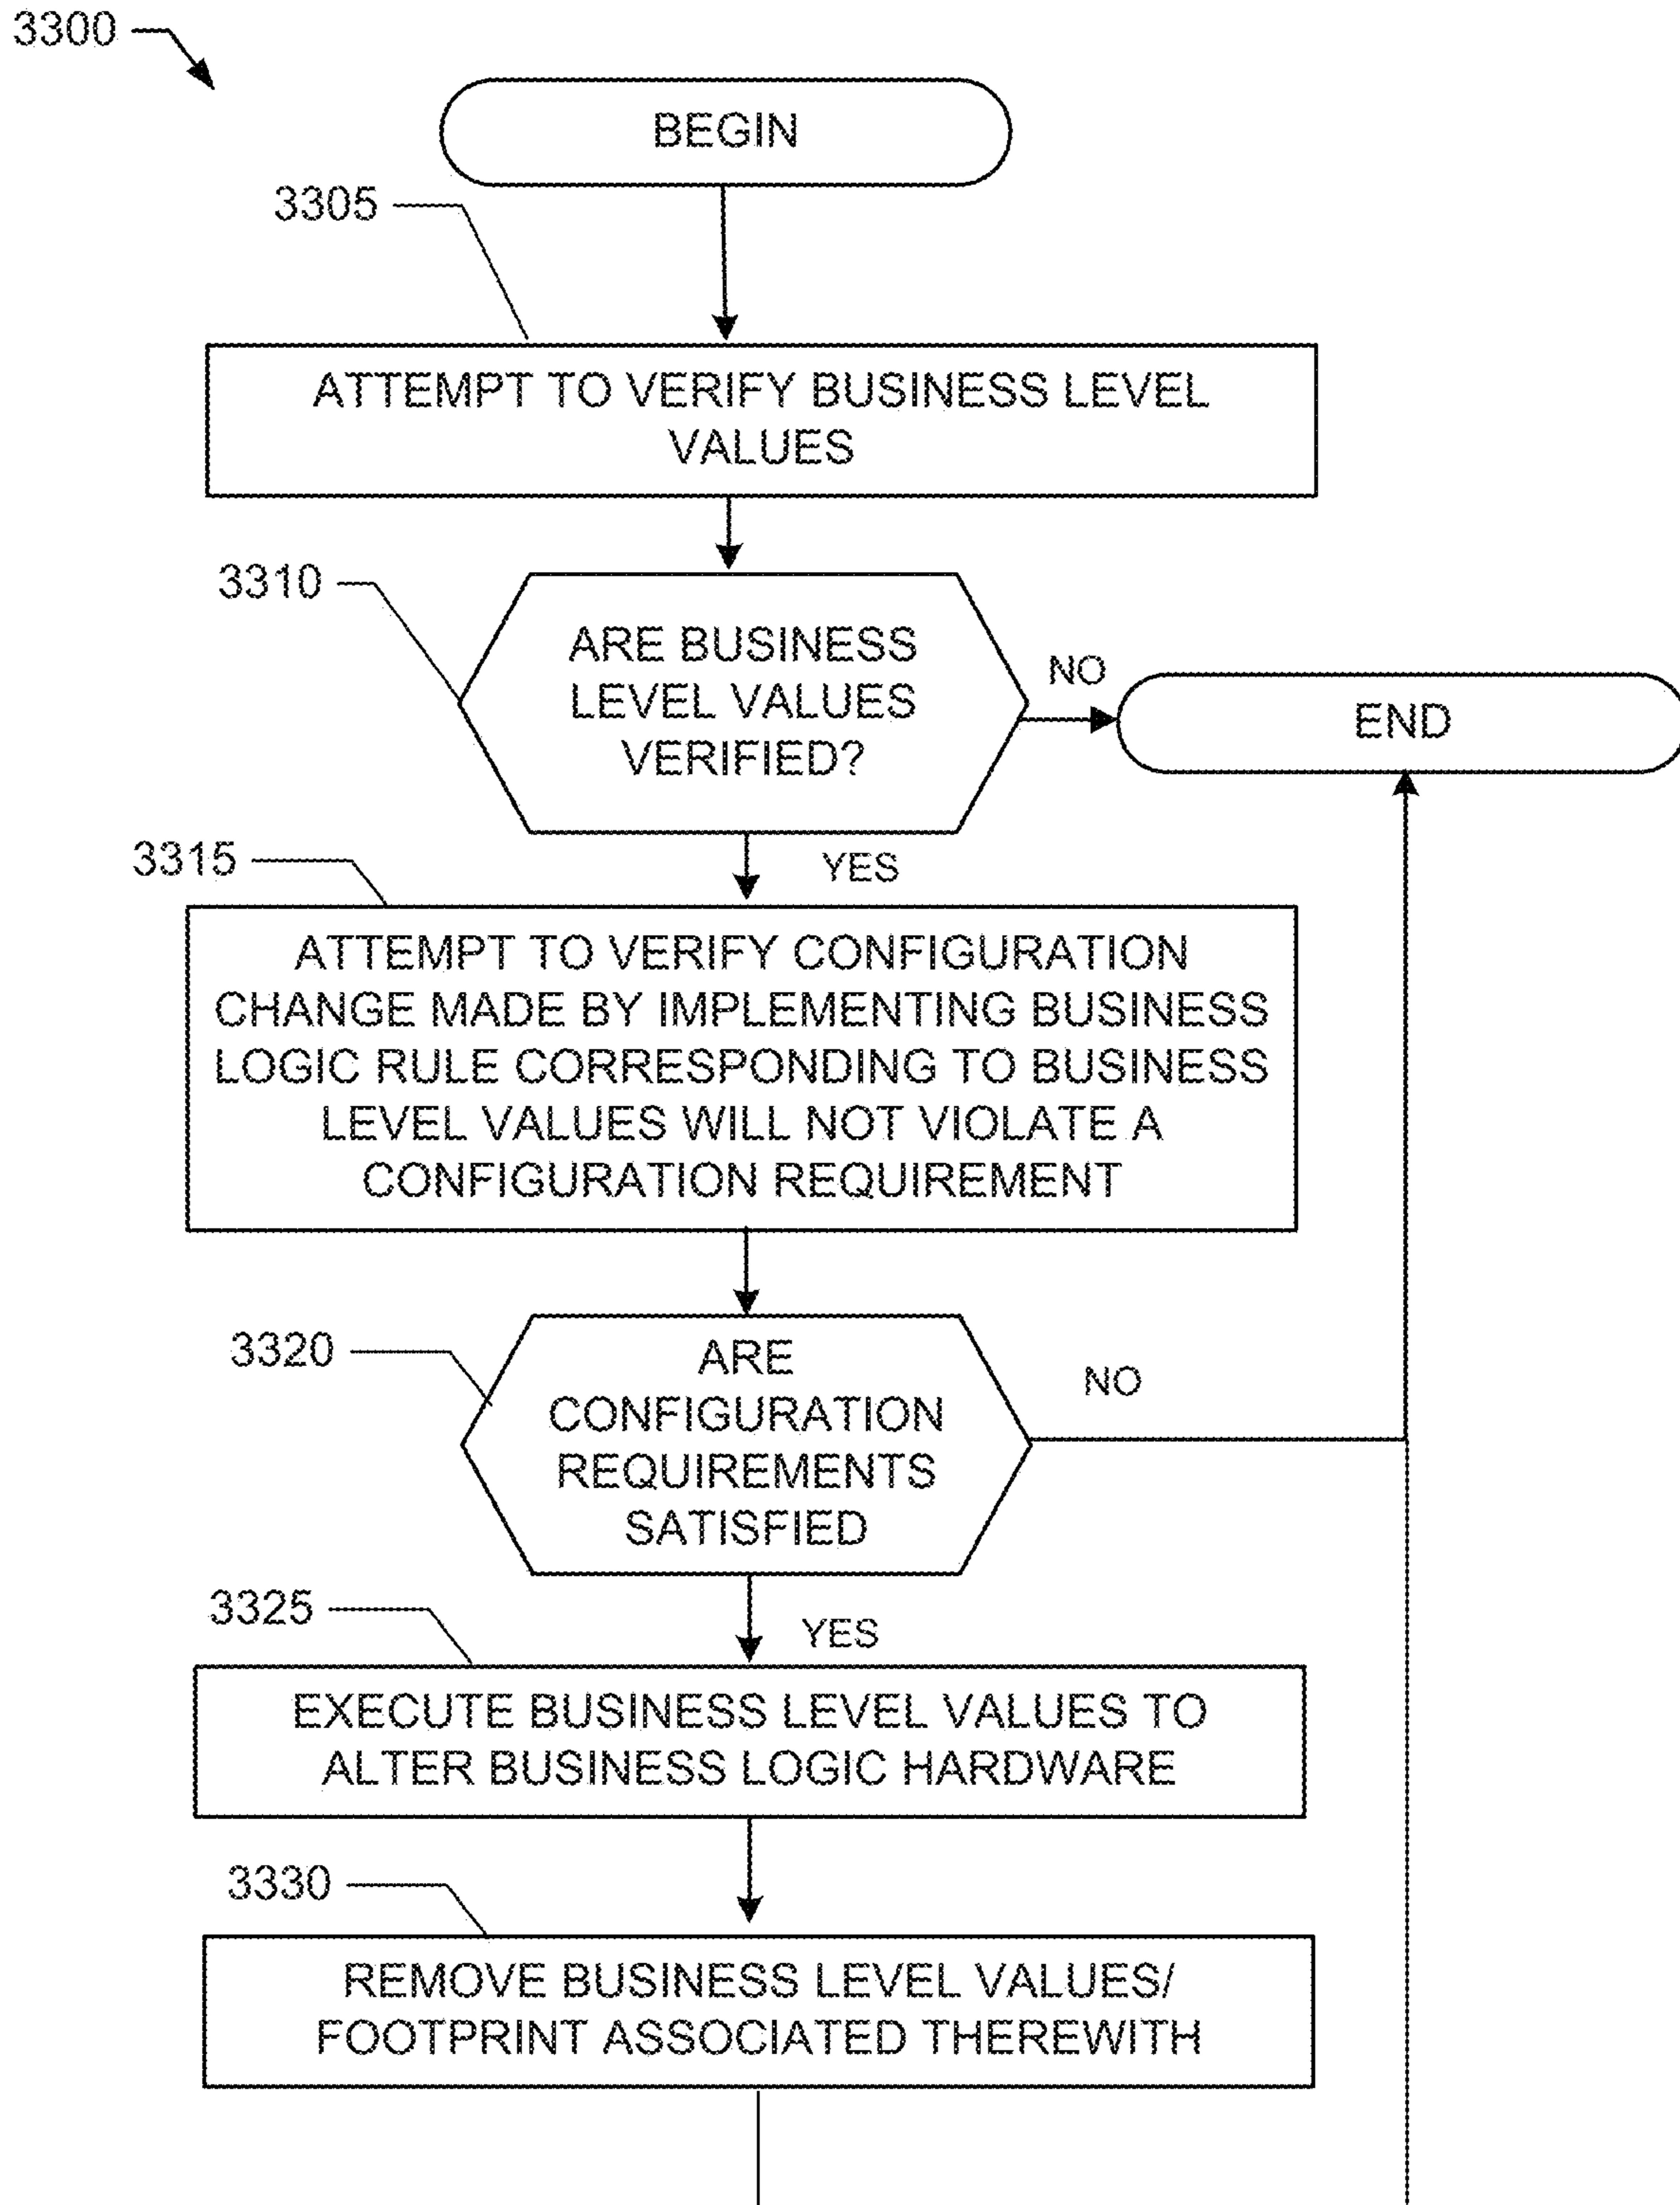 3300
BEGIN
3305
ATTEMPT TO VERIFY BUSINESS LEVEL
VALUES
3310
ARE BUSINESS
LEVEL VALUES
VERIFIED?
NO
END
YES
3315
ATTEMPT TO VERIFY CONFIGURATION
CHANGE MADE BY IMPLEMENTING BUSINESS
LOGIC RULE CORRESPONDING TO BUSINESS
LEVEL VALUES WILL NOT VIOLATE A
CONFIGURATION REQUIREMENT
3320
ARE
CONFIGURATION
REQUIREMENTS
SATISFIED
NO
YES
3325
EXECUTE BUSINESS LEVEL VALUES TO
ALTER BUSINESS LOGIC HARDWARE
3330
REMOVE BUSINESS LEVEL VALUES/
FOOTPRINT ASSOCIATED THEREWITH